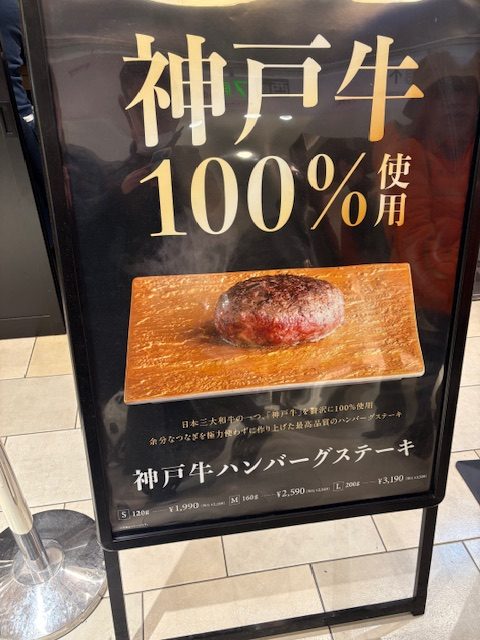 神戸牛
100%使用
日本三大和牛の一つ、「神戸牛」を贅沢に100%使用
余分なつなぎを極力使わずに作り上げた最高品質のハンバーグステーキ
神戸牛ハンバーグステーキ
S 120g ¥1,990 M 160g ¥2,590 L 200g ¥3,190